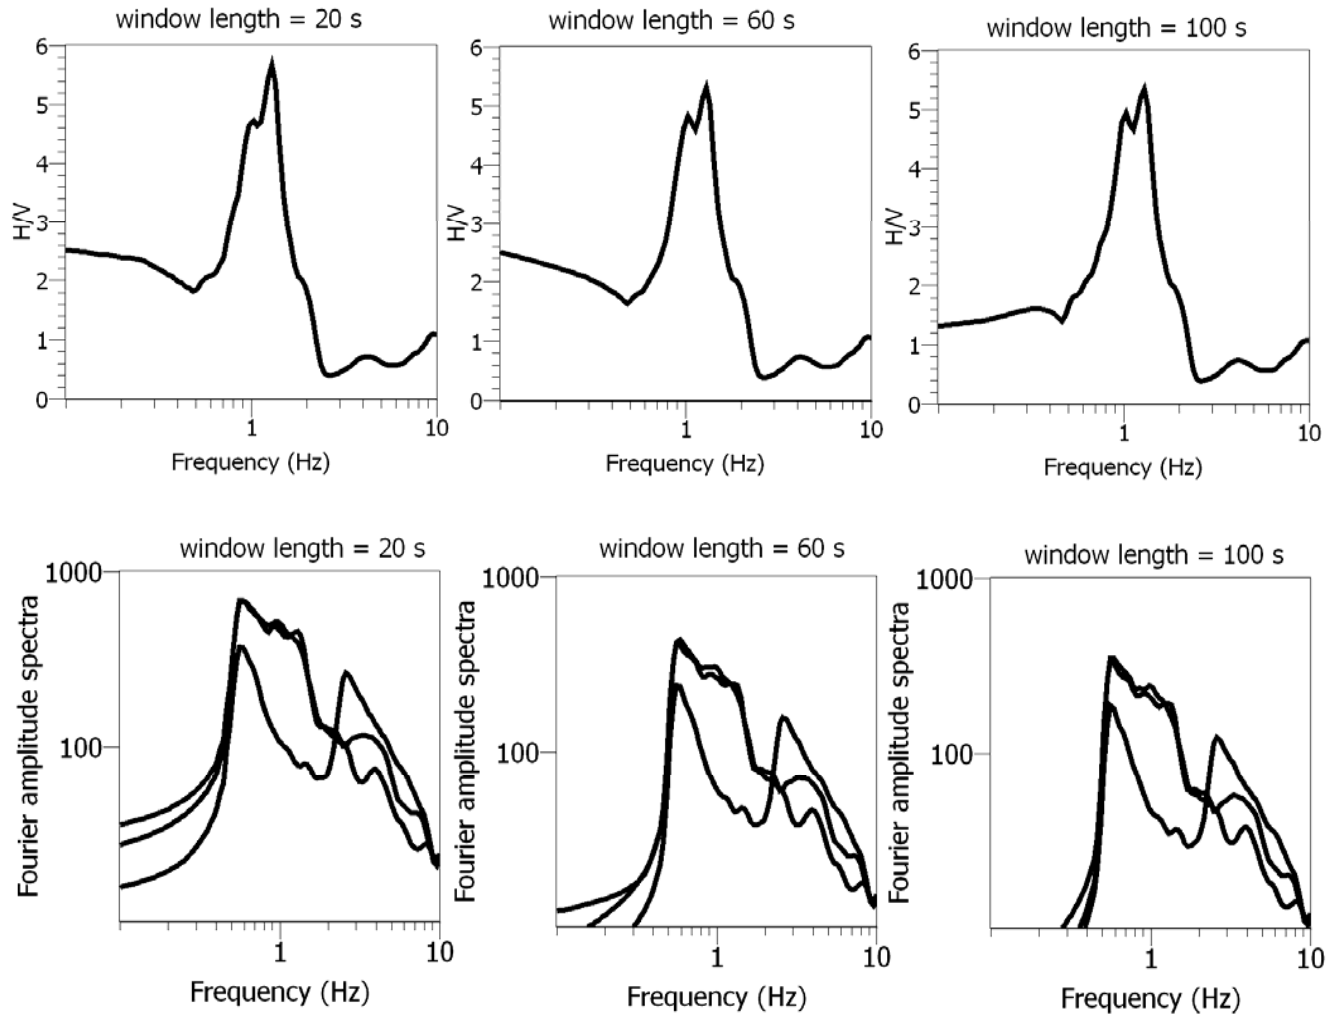 window length = 20 s
6
5
4
3
2
1
0
H/V
1
10
Frequency (Hz)
window length = 60 s
6
5
4
3
2
1
0
H/V
1
10
Frequency (Hz)
window length = 100 s
6
5
4
3
2
1
0
H/V
1
10
Frequency (Hz)
window length = 20 s
1000
100
Fourier amplitude spectra
1
10
Frequency (Hz)
window length = 60 s
1000
100
Fourier amplitude spectra
1
10
Frequency (Hz)
window length = 100 s
1000
100
Fourier amplitude spectra
1
10
Frequency (Hz)